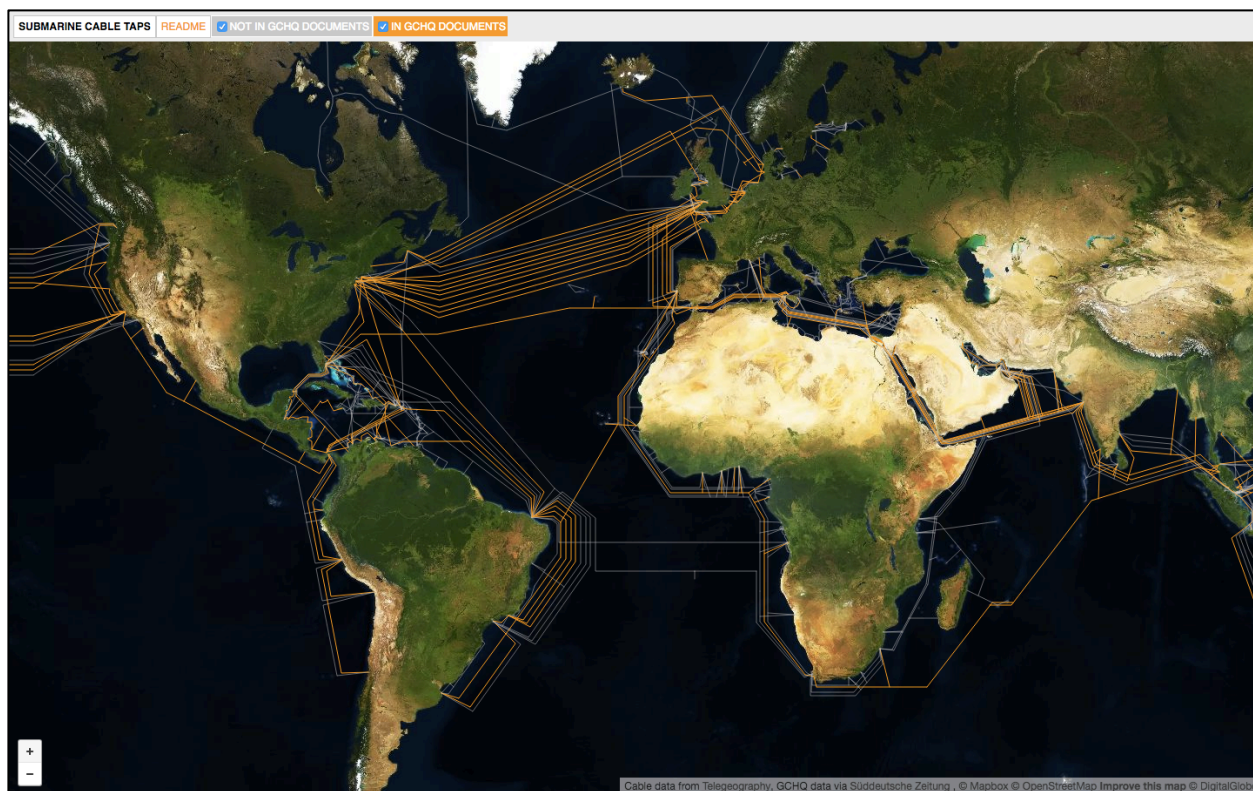 SUBMARINE CABLE TAPS README NOT IN GCHQ DOCUMENTS IN GCHQ DOCUMENTS
+
−
Cable data from Telegeography, GCHQ data via Süddeutsche Zeitung , © Mapbox © OpenStreetMap Improve this map © DigitalGlob